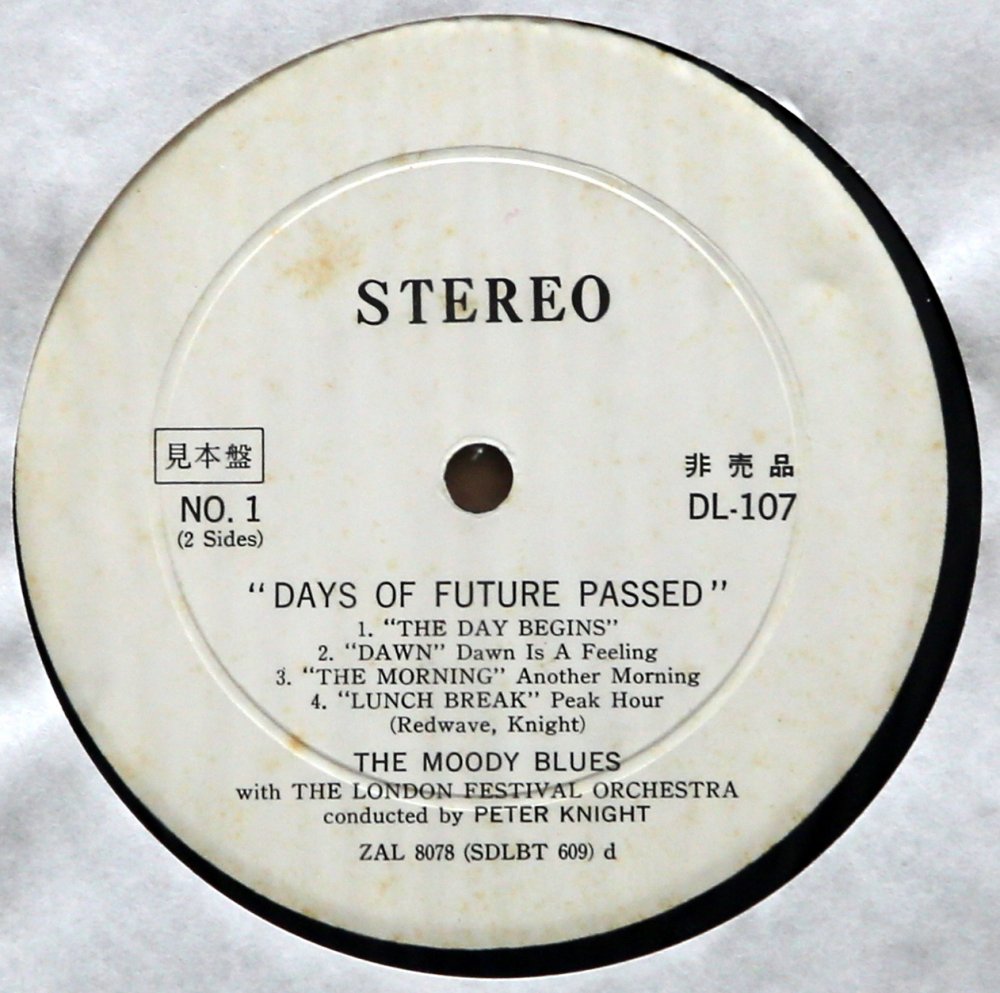 STEREO
見本盤
NO. 1
(2 Sides)
非売品
DL-107
“DAYS OF FUTURE PASSED”
1. “THE DAY BEGINS”
2. “DAWN” Dawn Is A Feeling
3. “THE MORNING” Another Morning
4. “LUNCH BREAK” Peak Hour
(Redwave, Knight)
THE MOODY BLUES
with THE LONDON FESTIVAL ORCHESTRA
conducted by PETER KNIGHT
ZAL 8078 (SDLBT 609) d